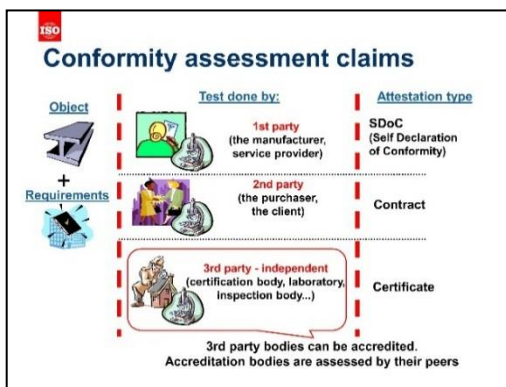 ISO
Conformity assessment claims
Object
Test done by:
Attestation type
1st party
(the manufacturer,
service provider)
SDoC
(Self Declaration
of Conformity)
+
Requirements
2nd party
(the purchaser,
the client)
Contract
3rd party - independent
(certification body, laboratory,
inspection body...)
Certificate
3rd party bodies can be accredited.
Accreditation bodies are assessed by their peers